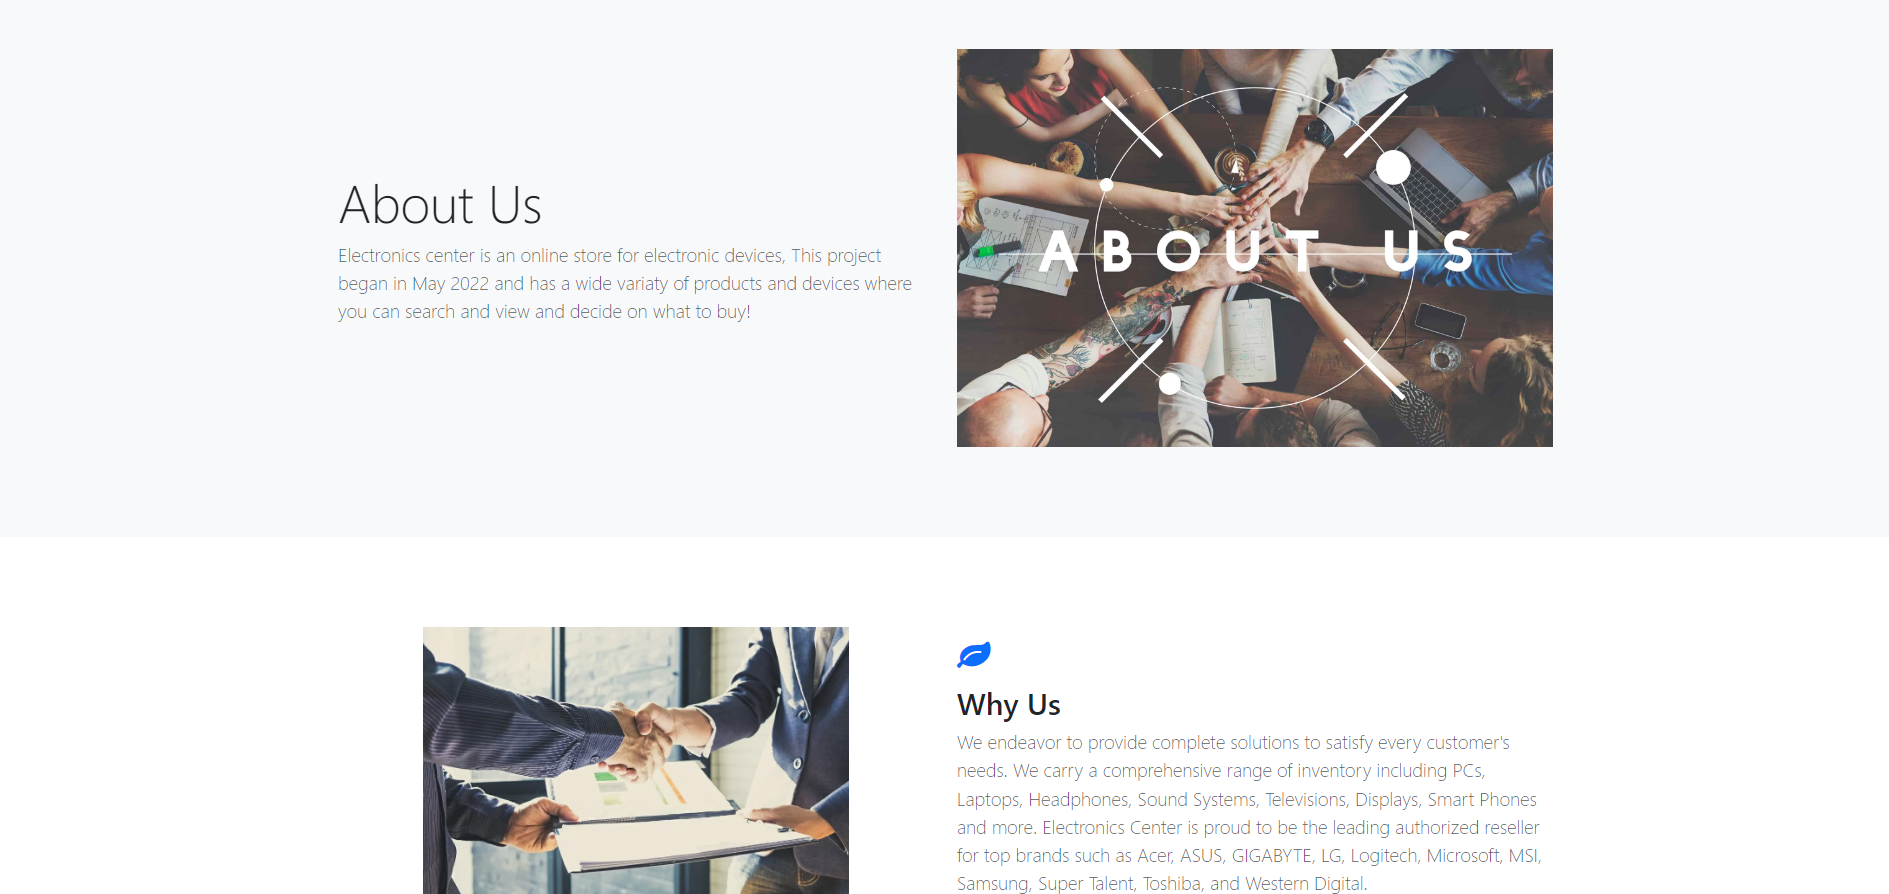 About Us
Electronics center is an online store for electronic devices, This project
began in May 2022 and has a wide variaty of products and devices where
you can search and view and decide on what to buy!
ABOUT US
Why Us
We endeavor to provide complete solutions to satisfy every customer's
needs. We carry a comprehensive range of inventory including PCs,
Laptops, Headphones, Sound Systems, Televisions, Displays, Smart Phones
and more. Electronics Center is proud to be the leading authorized reseller
for top brands such as Acer, ASUS, GIGABYTE, LG, Logitech, Microsoft, MSI,
Samsung, Super Talent, Toshiba, and Western Digital.